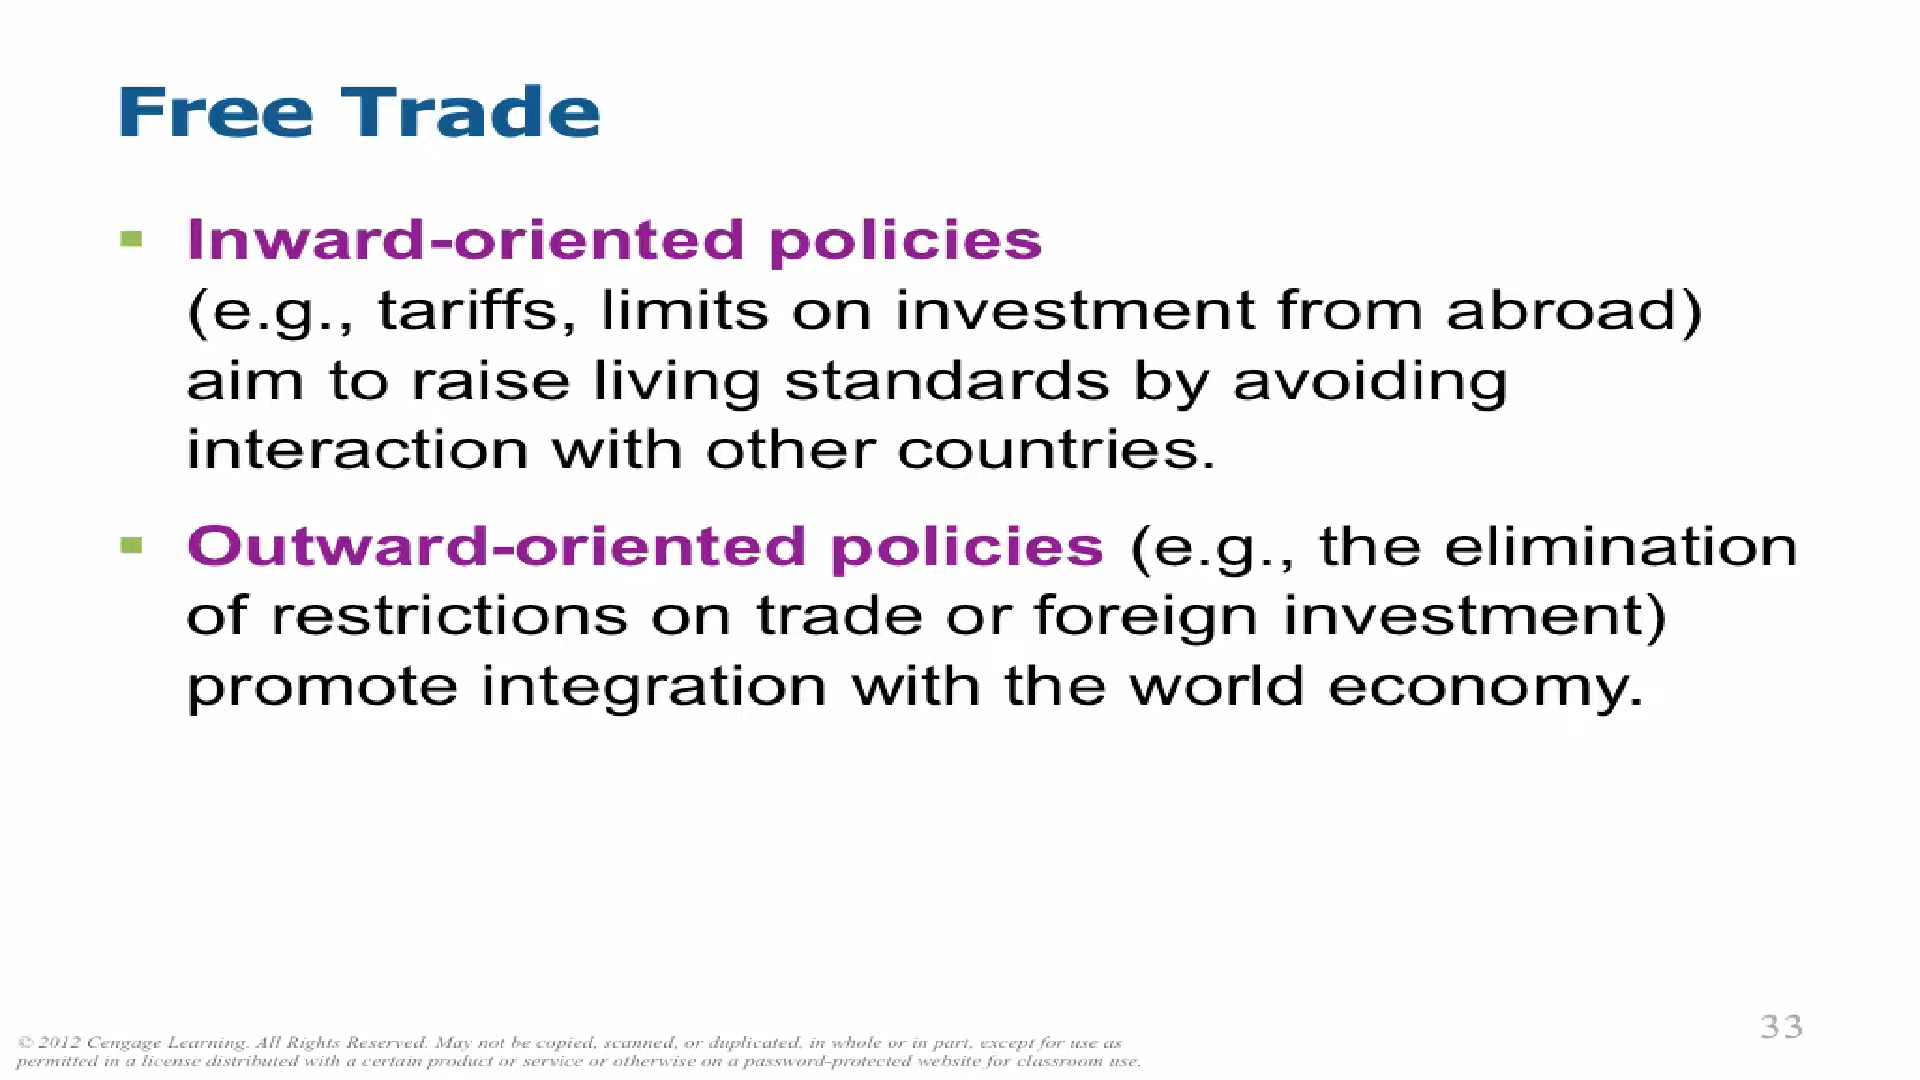 Free Trade
▪ Inward-oriented policies
(e.g., tariffs, limits on investment from abroad)
aim to raise living standards by avoiding
interaction with other countries.
▪ Outward-oriented policies (e.g., the elimination
of restrictions on trade or foreign investment)
promote integration with the world economy.
33
© 2012 Cengage Learning. All Rights Reserved. May not be copied, scanned, or duplicated, in whole or in part, except for use as
permitted in a license distributed with a certain product or service or otherwise on a password-protected website for classroom use.